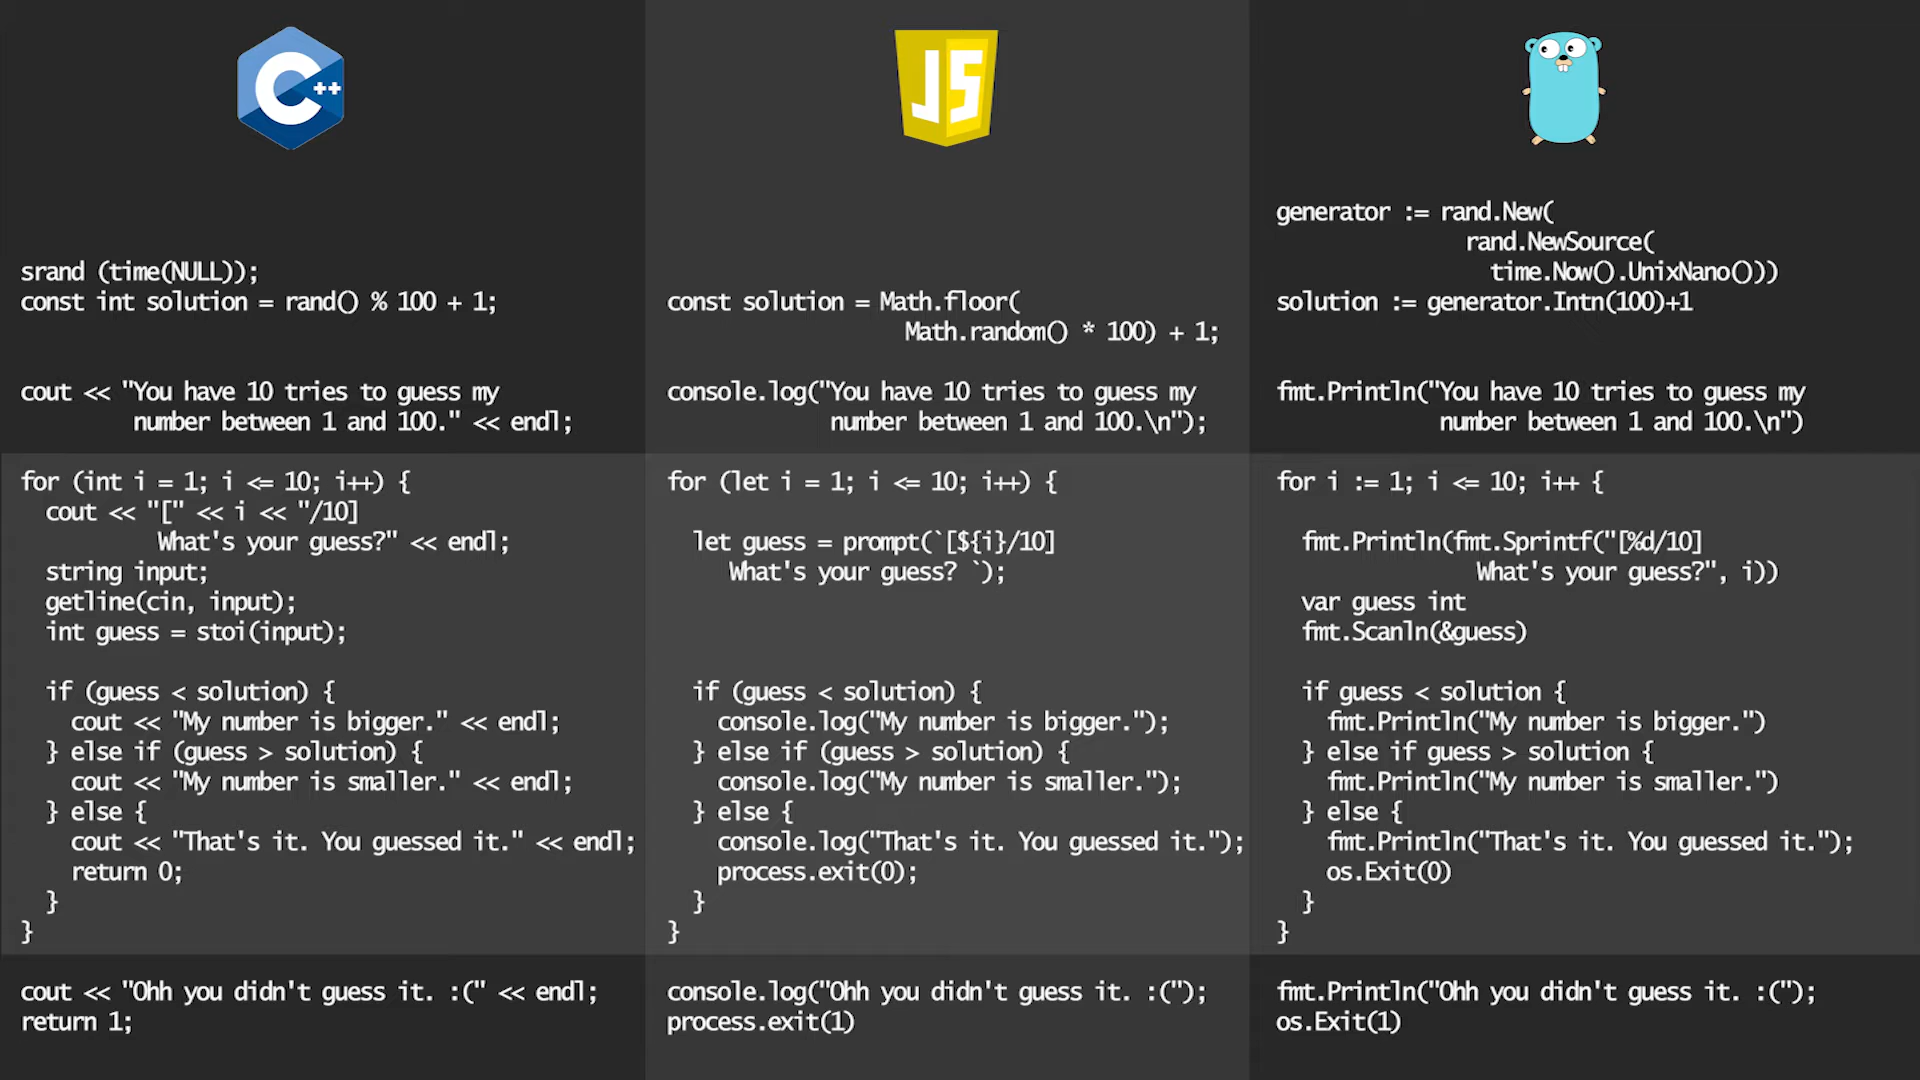 C++
srand (time(NULL));
const int solution = rand() % 100 + 1;
cout << "You have 10 tries to guess my
number between 1 and 100." << endl;
for (int i = 1; i <= 10; i++) {
cout << "[" << i << "/10]
What's your guess?" << endl;
string input;
getline(cin, input);
int guess = stoi(input);
if (guess < solution) {
cout << "My number is bigger." << endl;
} else if (guess > solution) {
cout << "My number is smaller." << endl;
} else {
cout << "That's it. You guessed it." << endl;
return 0;
}
}
cout << "Ohh you didn't guess it. :(" << endl;
return 1;
JS
const solution = Math.floor(
Math.random() * 100) + 1;
console.log("You have 10 tries to guess my
number between 1 and 100.\n");
for (let i = 1; i <= 10; i++) {
let guess = prompt(`[${i}/10]
What's your guess? `);
if (guess < solution) {
console.log("My number is bigger.");
} else if (guess > solution) {
console.log("My number is smaller.");
} else {
console.log("That's it. You guessed it.");
process.exit(0);
}
}
console.log("Ohh you didn't guess it. :(");
process.exit(1)
generator := rand.New(
rand.NewSource(
time.Now().UnixNano()))
solution := generator.Intn(100)+1
fmt.Println("You have 10 tries to guess my
number between 1 and 100.\n")
for i := 1; i <= 10; i++ {
fmt.Println(fmt.Sprintf("[%d/10]
What's your guess?", i))
var guess int
fmt.Scanln(&guess)
if guess < solution {
fmt.Println("My number is bigger.")
} else if guess > solution {
fmt.Println("My number is smaller.")
} else {
fmt.Println("That's it. You guessed it.");
os.Exit(0)
}
}
fmt.Println("Ohh you didn't guess it. :(");
os.Exit(1)